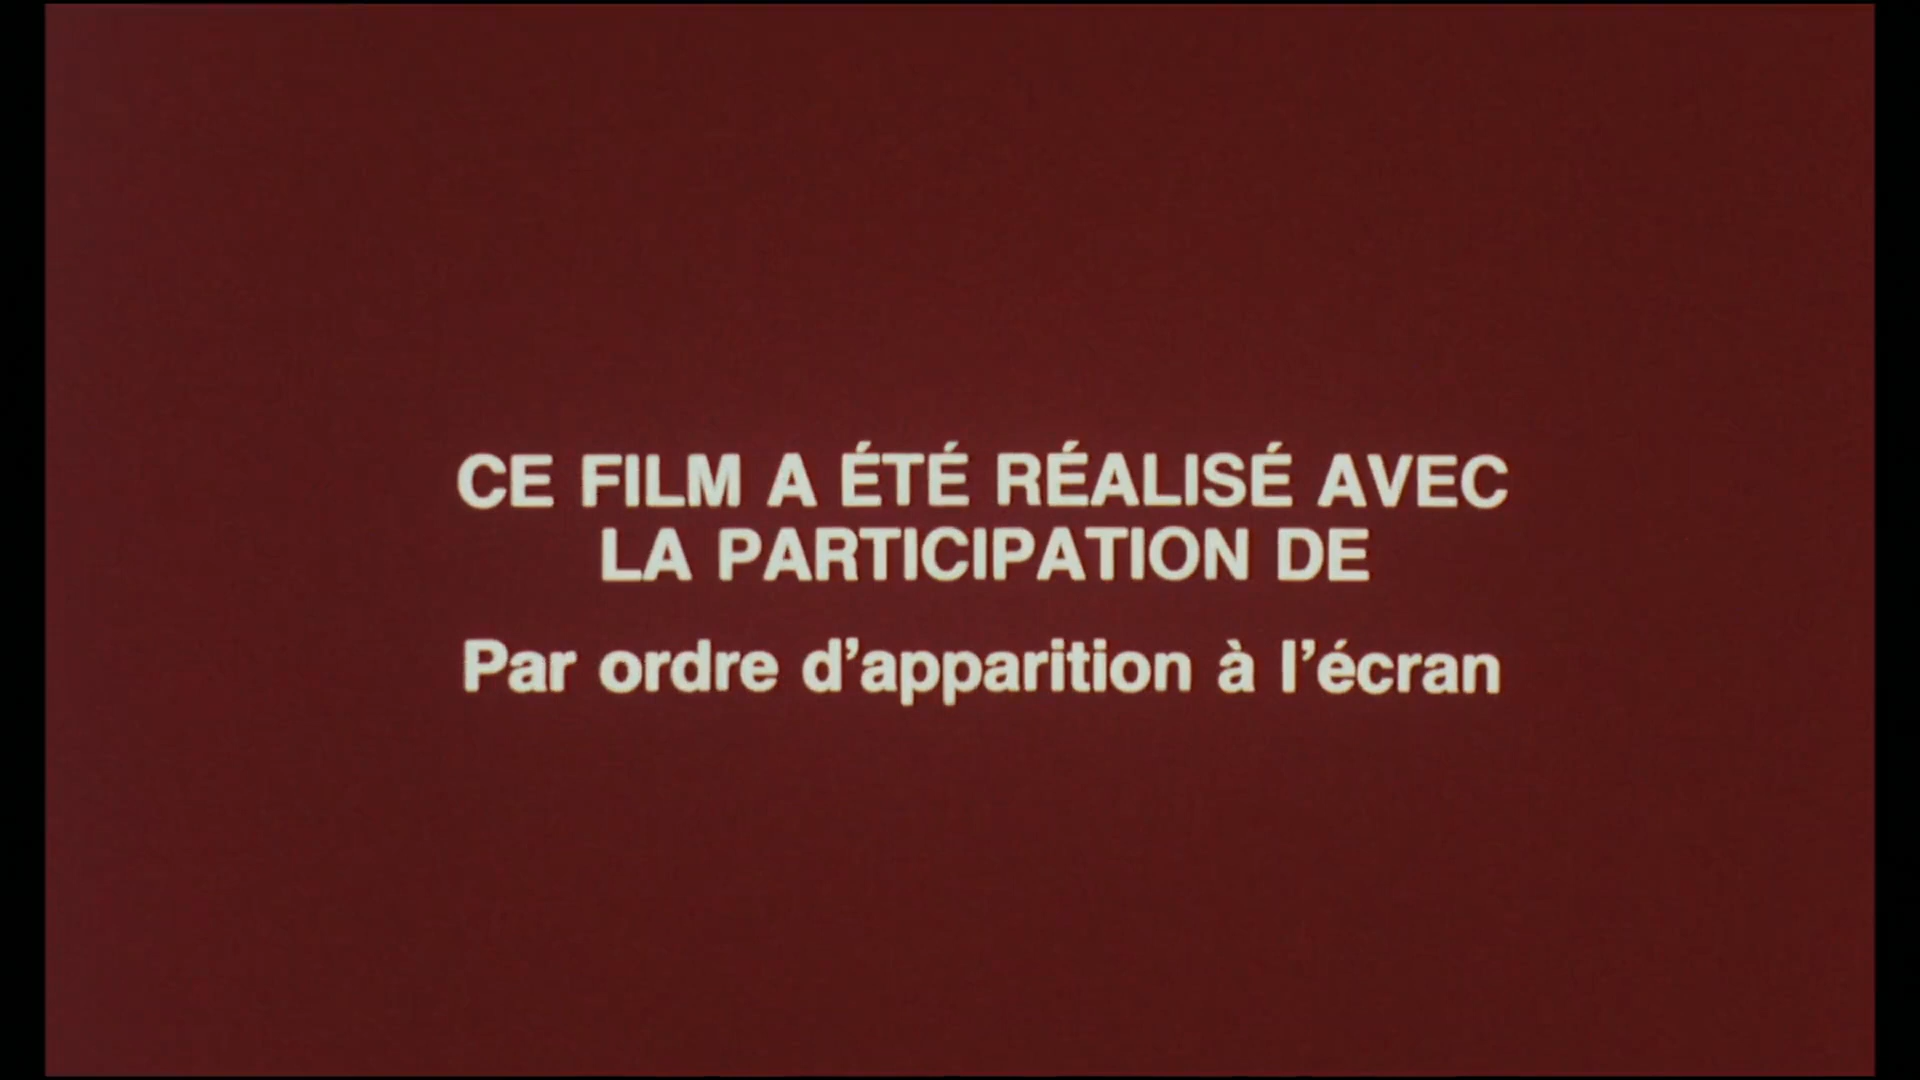 CE FILM A ÉTÉ RÉALISÉ AVEC
LA PARTICIPATION DE
Par ordre d’apparition à l’écran